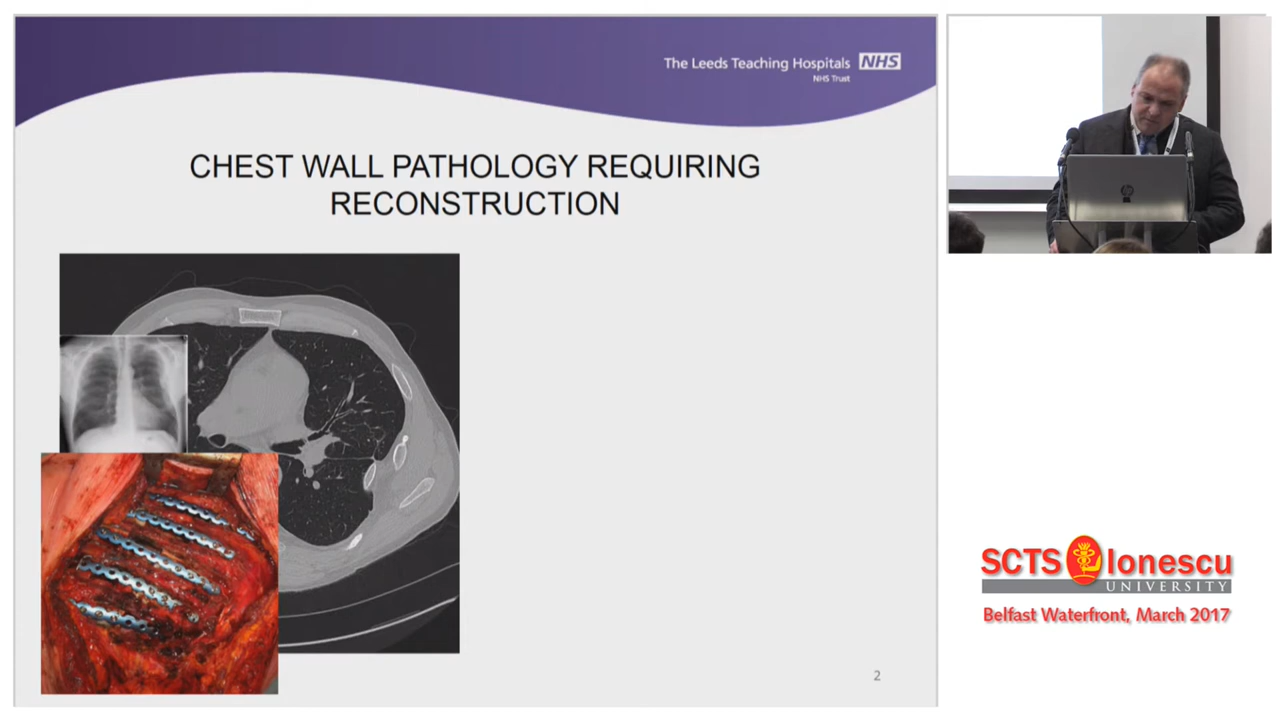 The Leeds Teaching Hospitals NHS
NHS Trust
CHEST WALL PATHOLOGY REQUIRING
RECONSTRUCTION
2
SCTS Ionescu
UNIVERSITY
Belfast Waterfront, March 2017